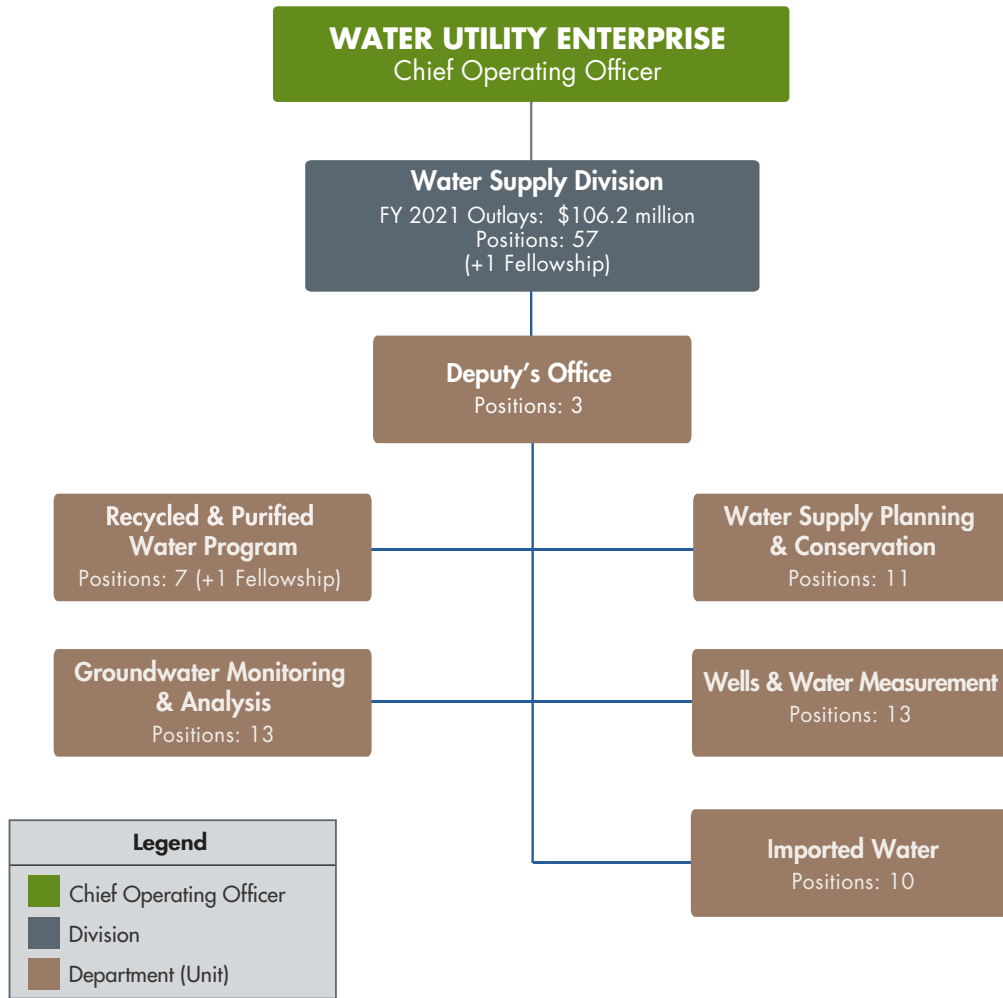 WATER UTILITY ENTERPRISE
Chief Operating Officer
Water Supply Division
FY 2021 Outlays: $106.2 million
Positions: 57
(+1 Fellowship)
Deputy’s Office
Positions: 3
Recycled & Purified
Water Program
Positions: 7 (+1 Fellowship)
Water Supply Planning
& Conservation
Positions: 11
Groundwater Monitoring
& Analysis
Positions: 13
Wells & Water Measurement
Positions: 13
Imported Water
Positions: 10
Legend
Chief Operating Officer
Division
Department (Unit)